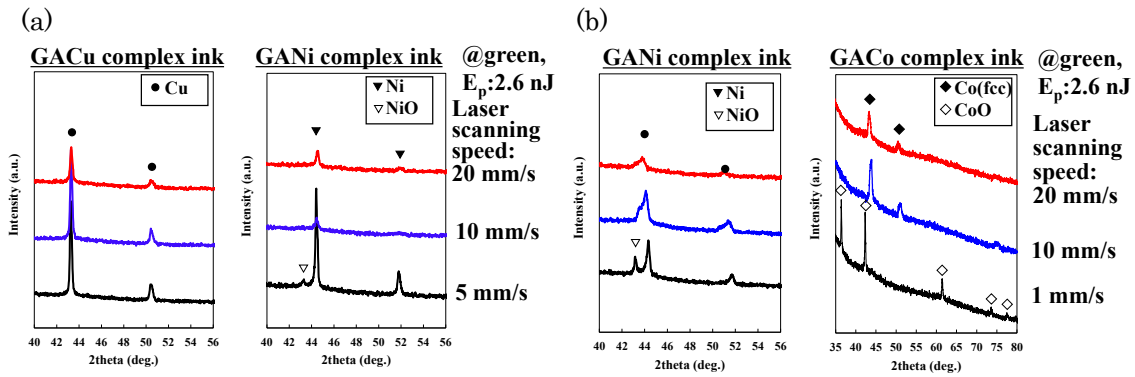 (a)
GACu complex ink
● Cu
Intensity (a.u.)
40 42 44 46 48 50 52 54 56
2theta (deg.)
GANi complex ink
▼ Ni
▽ NiO
Intensity (a.u.)
40 42 44 46 48 50 52 54 56
2theta (deg.)
@green,
Ep:2.6 nJ
Laser
scanning
speed:
20 mm/s
10 mm/s
5 mm/s
(b)
GANi complex ink
▼ Ni
▽ NiO
Intensity (a.u.)
40 42 44 46 48 50 52 54 56
2theta (deg.)
GACo complex ink
◆ Co(fcc)
◇ CoO
Intensity (a.u.)
35 40 45 50 55 60 65 70 75 80
2theta (deg.)
@green,
Ep:2.6 nJ
Laser
scanning
speed:
20 mm/s
10 mm/s
1 mm/s